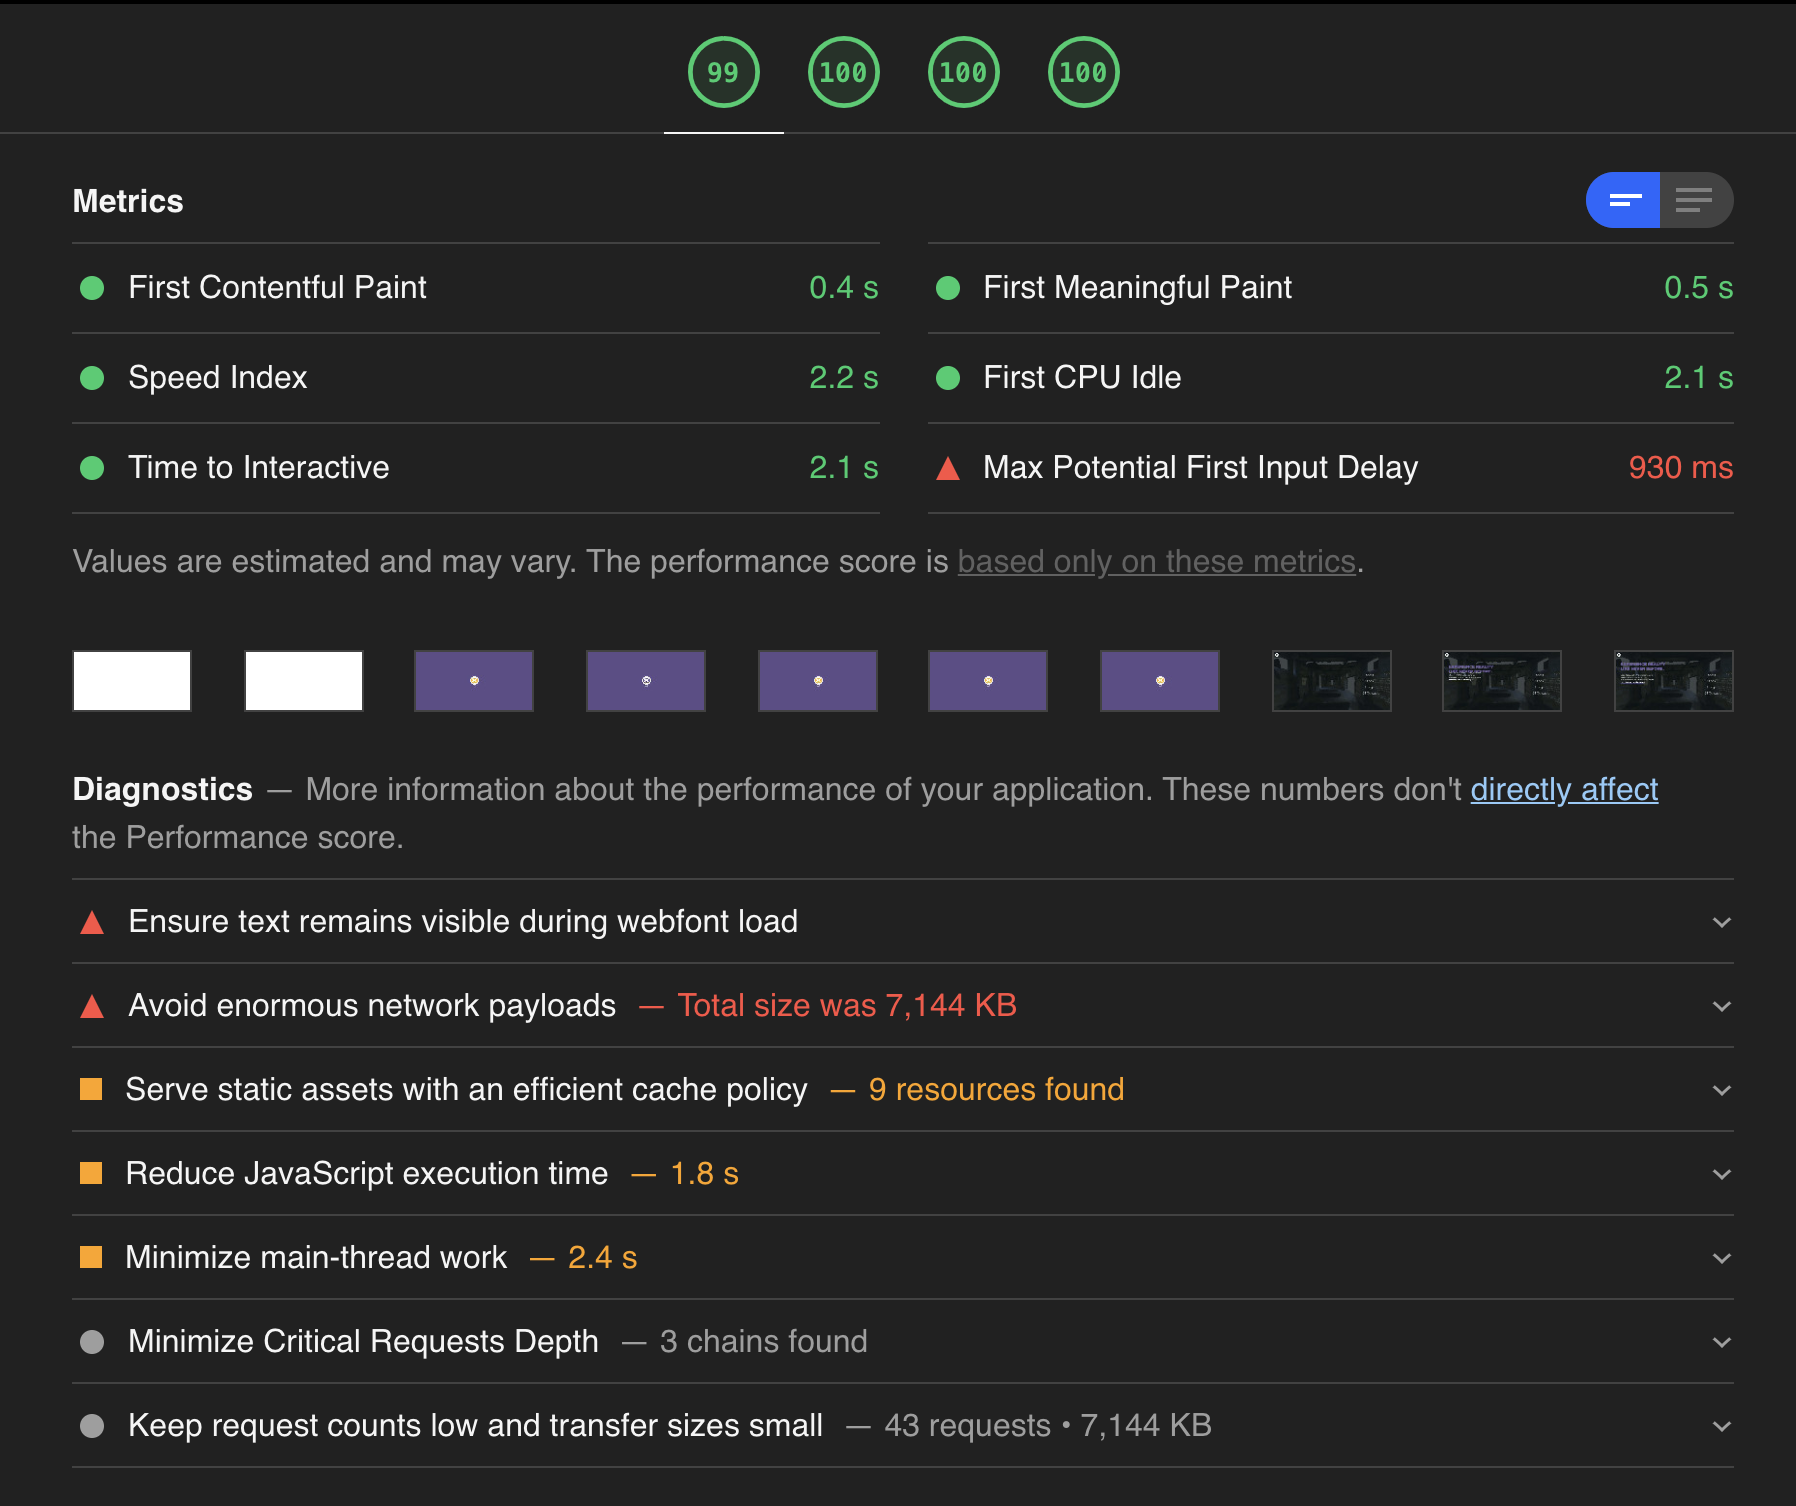 99
100
100
100
Metrics
First Contentful Paint 0.4 s
First Meaningful Paint 0.5 s
Speed Index 2.2 s
First CPU Idle 2.1 s
Time to Interactive 2.1 s
Max Potential First Input Delay 930 ms
Values are estimated and may vary. The performance score is based only on these metrics.
Diagnostics — More information about the performance of your application. These numbers don't directly affect
the Performance score.
Ensure text remains visible during webfont load
Avoid enormous network payloads — Total size was 7,144 KB
Serve static assets with an efficient cache policy — 9 resources found
Reduce JavaScript execution time — 1.8 s
Minimize main-thread work — 2.4 s
Minimize Critical Requests Depth — 3 chains found
Keep request counts low and transfer sizes small — 43 requests • 7,144 KB